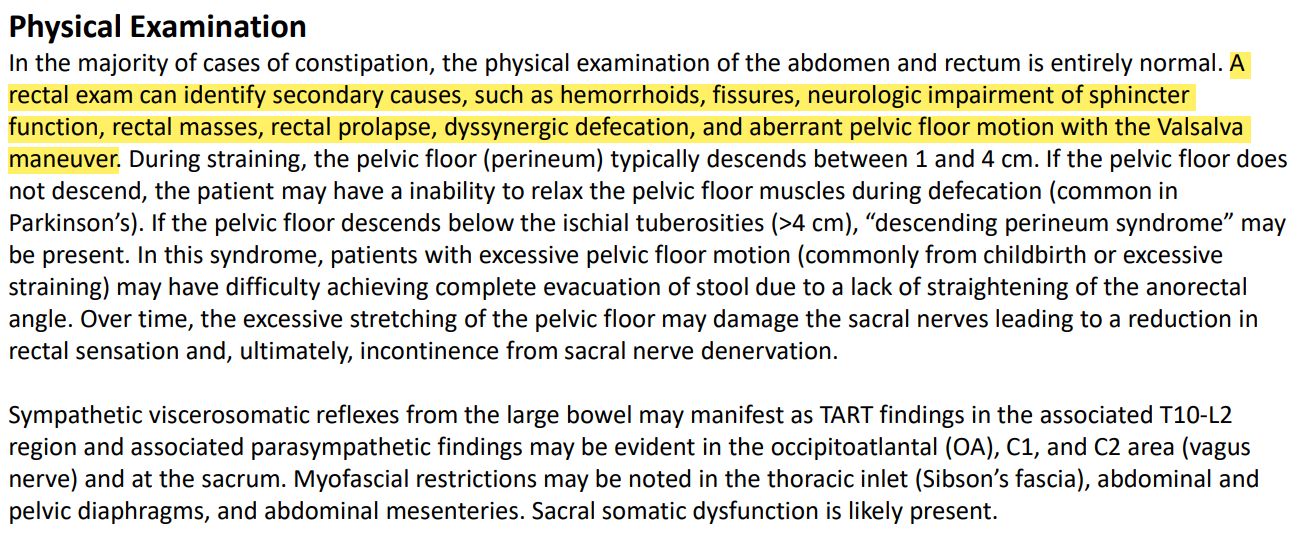 Physical Examination
In the majority of cases of constipation, the physical examination of the abdomen and rectum is entirely normal. A
rectal exam can identify secondary causes, such as hemorrhoids, fissures, neurologic impairment of sphincter
function, rectal masses, rectal prolapse, dyssynergic defecation, and aberrant pelvic floor motion with the Valsalva
maneuver. During straining, the pelvic floor (perineum) typically descends between 1 and 4 cm. If the pelvic floor does
not descend, the patient may have a inability to relax the pelvic floor muscles during defecation (common in
Parkinson’s). If the pelvic floor descends below the ischial tuberosities (>4 cm), “descending perineum syndrome” may
be present. In this syndrome, patients with excessive pelvic floor motion (commonly from childbirth or excessive
straining) may have difficulty achieving complete evacuation of stool due to a lack of straightening of the anorectal
angle. Over time, the excessive stretching of the pelvic floor may damage the sacral nerves leading to a reduction in
rectal sensation and, ultimately, incontinence from sacral nerve denervation.
Sympathetic viscerosomatic reflexes from the large bowel may manifest as TART findings in the associated T10-L2
region and associated parasympathetic findings may be evident in the occipitoatlantal (OA), C1, and C2 area (vagus
nerve) and at the sacrum. Myofascial restrictions may be noted in the thoracic inlet (Sibson’s fascia), abdominal and
pelvic diaphragms, and abdominal mesenteries. Sacral somatic dysfunction is likely present.